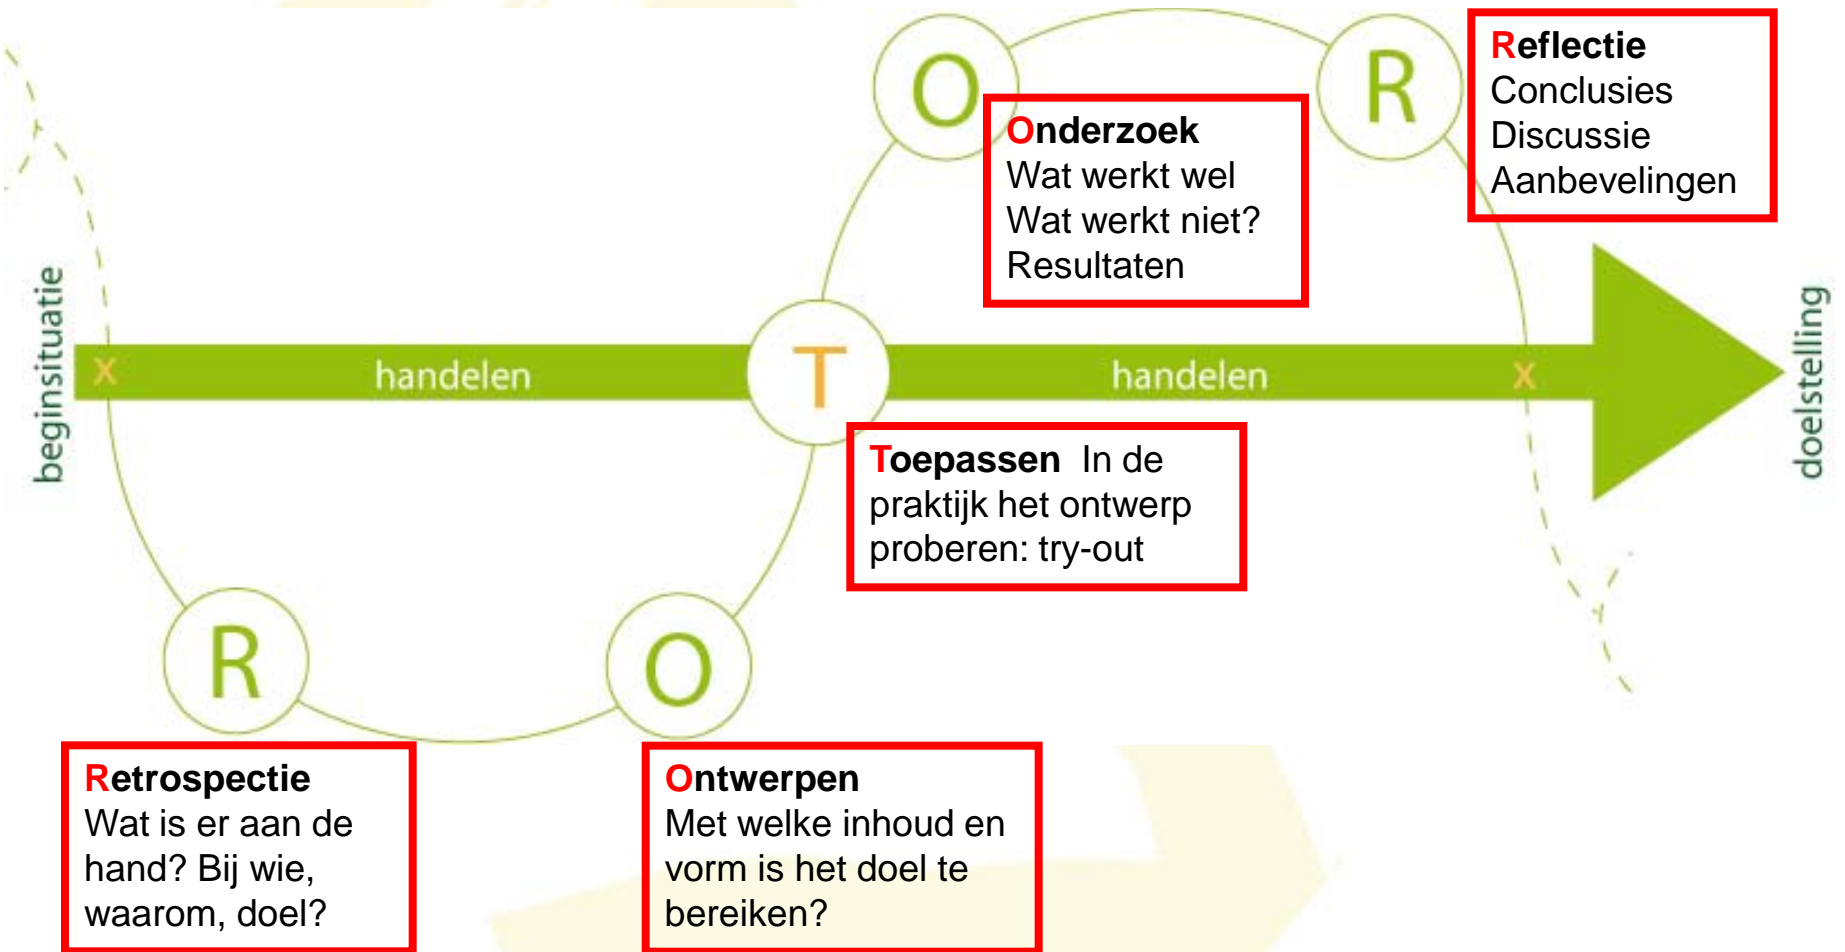 O
R
Reflectie
Conclusies
Discussie
Aanbevelingen
Onderzoek
Wat werkt wel
Wat werkt niet?
Resultaten
beginsituatie
x
handelen
T
handelen
x
doelstelling
Toepassen In de
praktijk het ontwerp
proberen: try-out
R
O
Retrospectie
Wat is er aan de
hand? Bij wie,
waarom, doel?
Ontwerpen
Met welke inhoud en
vorm is het doel te
bereiken?